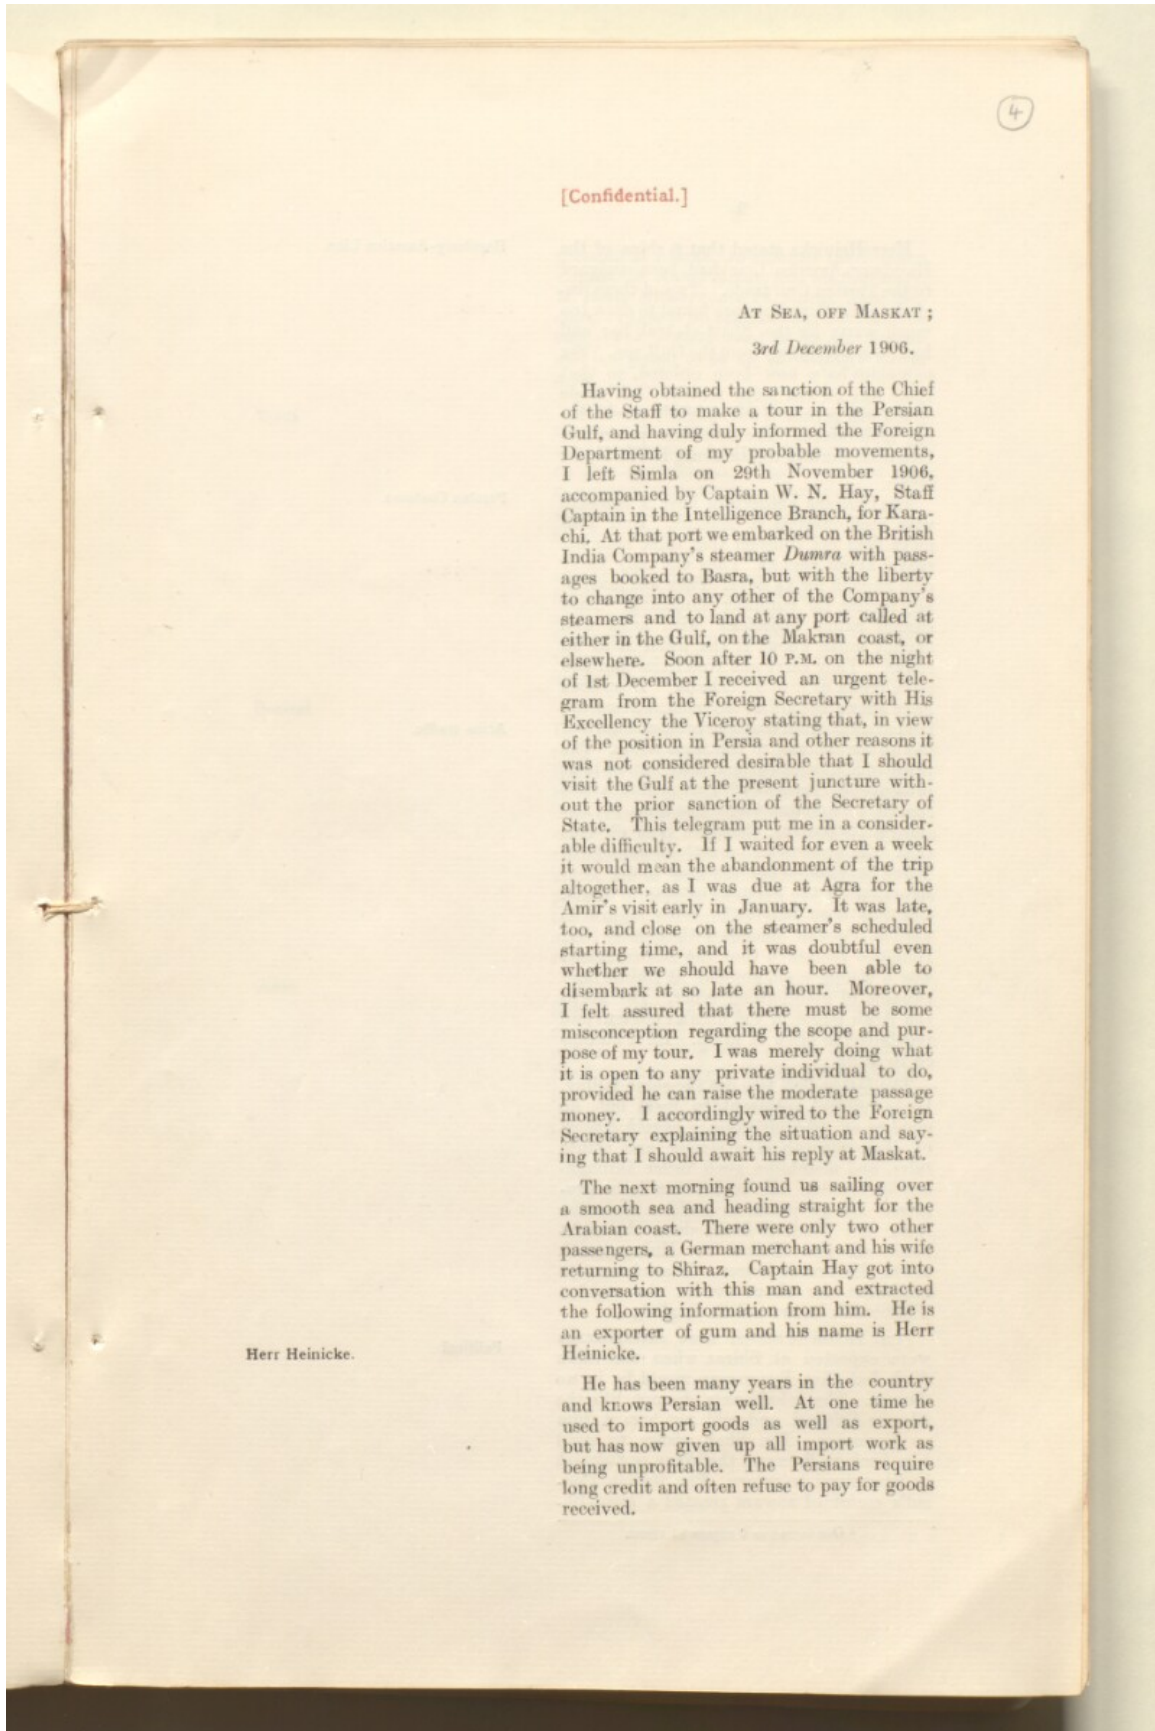 4
[Confidential.]
AT SEA, OFF MASKAT ;
3rd December 1906.
Having obtained the sanction of the Chief
of the Staff to make a tour in the Persian
Gulf, and having duly informed the Foreign
Department of my probable movements,
I left Simla on 29th November 1906,
accompanied by Captain W. N. Hay, Staff
Captain in the Intelligence Branch, for Kara-
chi. At that port we embarked on the British
India Company's steamer Dumra with pass-
ages booked to Basra, but with the liberty
to change into any other of the Company's
steamers and to land at any port called at
either in the Gulf, on the Makran coast, or
elsewhere. Soon after 10 P.M. on the night
of 1st December I received an urgent tele-
gram from the Foreign Secretary with His
Excellency the Viceroy stating that, in view
of the position in Persia and other reasons it
was not considered desirable that I should
visit the Gulf at the present juncture with-
out the prior sanction of the Secretary of
State. This telegram put me in a consider-
able difficulty. If I waited for even a week
it would mean the abandonment of the trip
altogether, as I was due at Agra for the
Amir's visit early in January. It was late,
too, and close on the steamer's scheduled
starting time, and it was doubtful even
whether we should have been able to
disembark at so late an hour. Moreover,
I felt assured that there must be some
misconception regarding the scope and pur-
pose of my tour. I was merely doing what
it is open to any private individual to do,
provided he can raise the moderate passage
money. I accordingly wired to the Foreign
Secretary explaining the situation and say-
ing that I should await his reply at Maskat.
The next morning found us sailing over
a smooth sea and heading straight for the
Arabian coast. There were only two other
passengers, a German merchant and his wife
returning to Shiraz. Captain Hay got into
conversation with this man and extracted
the following information from him. He is
an exporter of gum and his name is Herr
Heinicke.
Herr Heinicke.
He has been many years in the country
and knows Persian well. At one time he
used to import goods as well as export,
but has now given up all import work as
being unprofitable. The Persians require
long credit and often refuse to pay for goods
received.